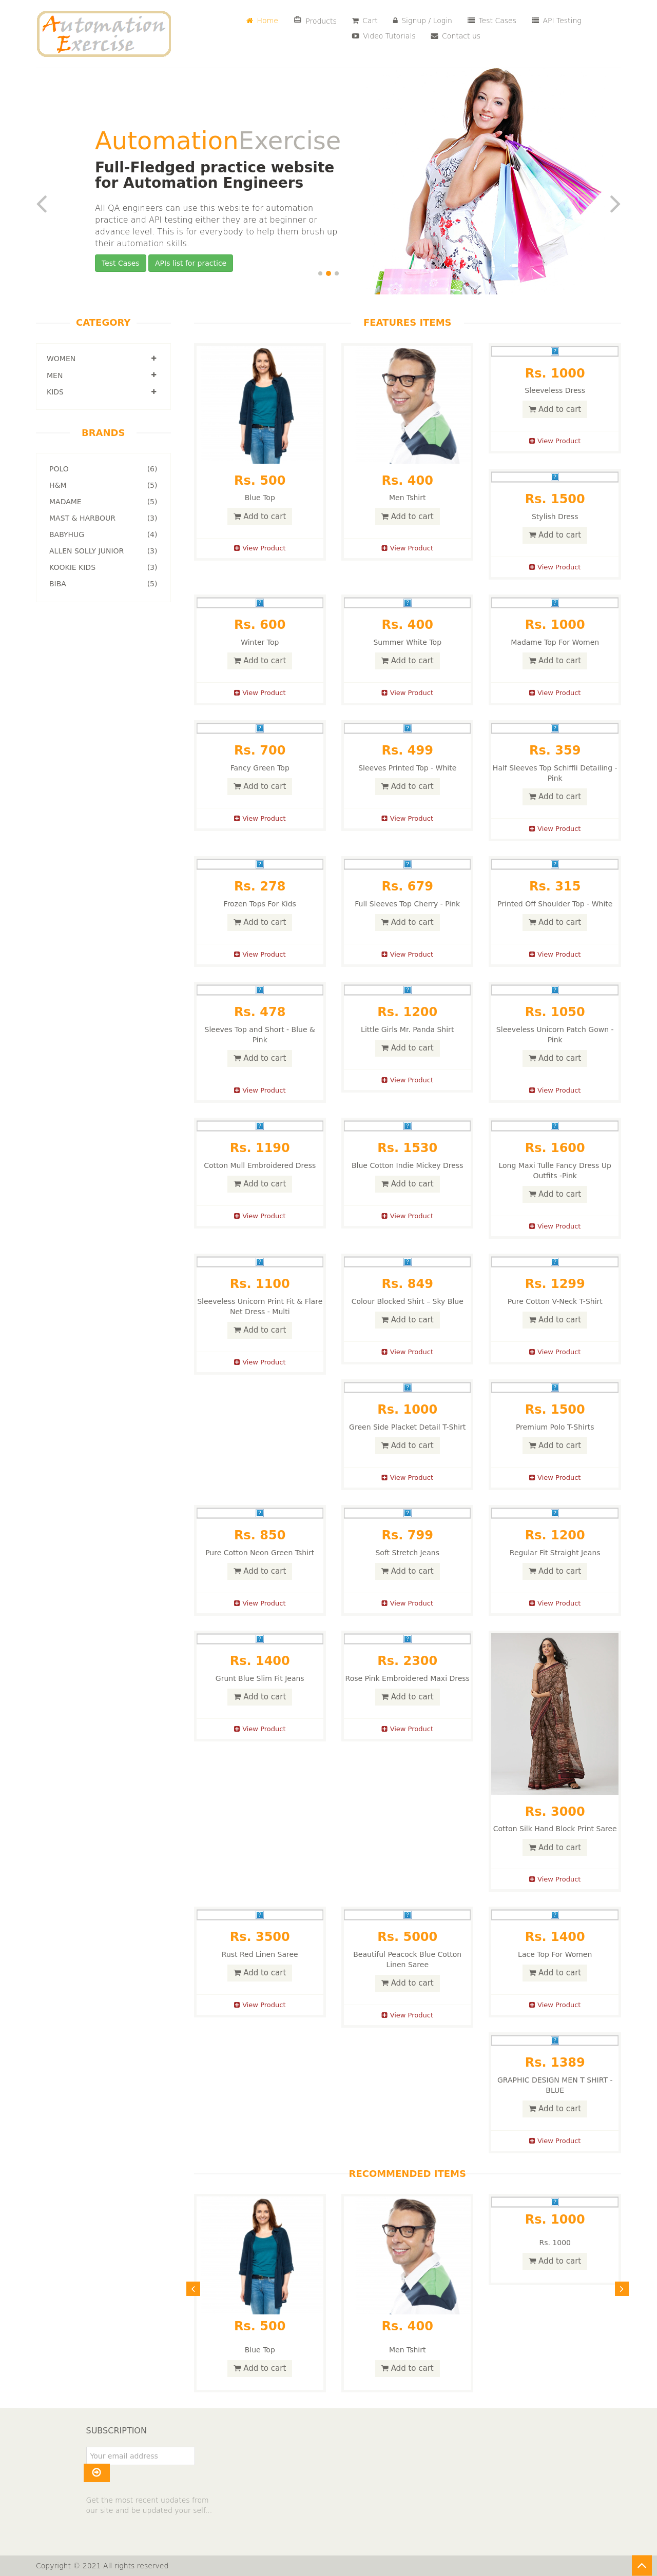 Automation
Exercise
Home
Products
Cart
Signup / Login
Test Cases
API Testing
Video Tutorials
Contact us
AutomationExercise
Full-Fledged practice website
for Automation Engineers
All QA engineers can use this website for automation
practice and API testing either they are at beginner or
advance level. This is for everybody to help them brush up
their automation skills.
Test Cases
APIs list for practice
CATEGORY
WOMEN
MEN
KIDS
BRANDS
POLO (6)
H&M (5)
MADAME (5)
MAST & HARBOUR (3)
BABYHUG (4)
ALLEN SOLLY JUNIOR (3)
KOOKIE KIDS (3)
BIBA (5)
FEATURES ITEMS
Rs. 500
Blue Top
Add to cart
View Product
Rs. 400
Men Tshirt
Add to cart
View Product
Rs. 1000
Sleeveless Dress
Add to cart
View Product
Rs. 1500
Stylish Dress
Add to cart
View Product
Rs. 600
Winter Top
Add to cart
View Product
Rs. 400
Summer White Top
Add to cart
View Product
Rs. 1000
Madame Top For Women
Add to cart
View Product
Rs. 700
Fancy Green Top
Add to cart
View Product
Rs. 499
Sleeves Printed Top - White
Add to cart
View Product
Rs. 359
Half Sleeves Top Schiffli Detailing -
Pink
Add to cart
View Product
Rs. 278
Frozen Tops For Kids
Add to cart
View Product
Rs. 679
Full Sleeves Top Cherry - Pink
Add to cart
View Product
Rs. 315
Printed Off Shoulder Top - White
Add to cart
View Product
Rs. 478
Sleeves Top and Short - Blue &
Pink
Add to cart
View Product
Rs. 1200
Little Girls Mr. Panda Shirt
Add to cart
View Product
Rs. 1050
Sleeveless Unicorn Patch Gown -
Pink
Add to cart
View Product
Rs. 1190
Cotton Mull Embroidered Dress
Add to cart
View Product
Rs. 1530
Blue Cotton Indie Mickey Dress
Add to cart
View Product
Rs. 1600
Long Maxi Tulle Fancy Dress Up
Outfits -Pink
Add to cart
View Product
Rs. 1100
Sleeveless Unicorn Print Fit & Flare
Net Dress - Multi
Add to cart
View Product
Rs. 849
Colour Blocked Shirt – Sky Blue
Add to cart
View Product
Rs. 1299
Pure Cotton V-Neck T-Shirt
Add to cart
View Product
Rs. 1000
Green Side Placket Detail T-Shirt
Add to cart
View Product
Rs. 1500
Premium Polo T-Shirts
Add to cart
View Product
Rs. 850
Pure Cotton Neon Green Tshirt
Add to cart
View Product
Rs. 799
Soft Stretch Jeans
Add to cart
View Product
Rs. 1200
Regular Fit Straight Jeans
Add to cart
View Product
Rs. 1400
Grunt Blue Slim Fit Jeans
Add to cart
View Product
Rs. 2300
Rose Pink Embroidered Maxi Dress
Add to cart
View Product
Rs. 3000
Cotton Silk Hand Block Print Saree
Add to cart
View Product
Rs. 3500
Rust Red Linen Saree
Add to cart
View Product
Rs. 5000
Beautiful Peacock Blue Cotton
Linen Saree
Add to cart
View Product
Rs. 1400
Lace Top For Women
Add to cart
View Product
Rs. 1389
GRAPHIC DESIGN MEN T SHIRT -
BLUE
Add to cart
View Product
RECOMMENDED ITEMS
Rs. 500
Blue Top
Add to cart
Rs. 400
Men Tshirt
Add to cart
Rs. 1000
Rs. 1000
Add to cart
SUBSCRIPTION
Your email address
Get the most recent updates from
our site and be updated your self...
Copyright © 2021 All rights reserved